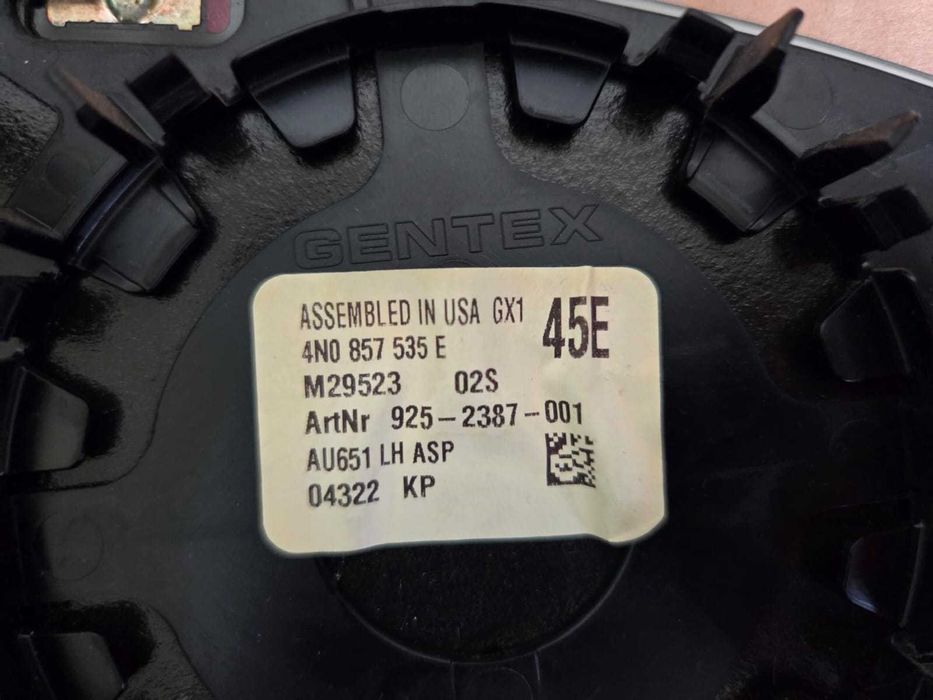 GENTEX
ASSEMBLED IN USA GX1 45E
4N0 857 535 E
M29523 02S
ArtNr 925-2387-001
AU651 LH ASP
04322 KP